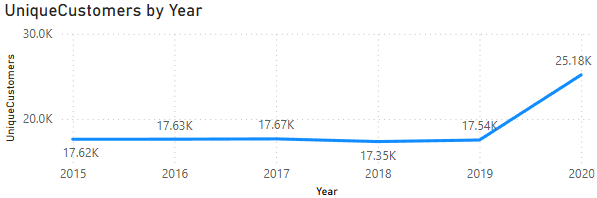 UniqueCustomers by Year
30.0K
25.18K
UniqueCustomers
20.0K
17.62K
17.63K
17.67K
17.35K
17.54K
2015 2016 2017 2018 2019 2020
Year